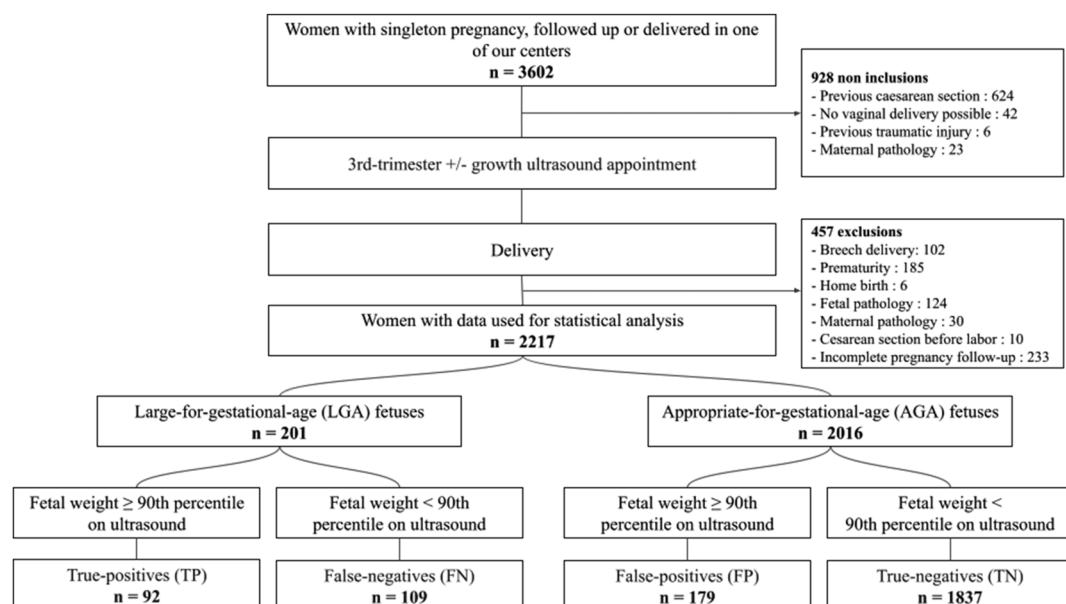 Women with singleton pregnancy, followed up or delivered in one
of our centers
n = 3602
928 non inclusions
- Previous caesarean section : 624
- No vaginal delivery possible : 42
- Previous traumatic injury : 6
- Maternal pathology : 23
3rd-trimester +/- growth ultrasound appointment
Delivery
457 exclusions
- Breech delivery: 102
- Prematurity : 185
- Home birth : 6
- Fetal pathology : 124
- Maternal pathology : 30
- Cesarean section before labor : 10
- Incomplete pregnancy follow-up : 233
Women with data used for statistical analysis
n = 2217
Large-for-gestational-age (LGA) fetuses
n = 201
Appropriate-for-gestational-age (AGA) fetuses
n = 2016
Fetal weight ≥ 90th percentile
on ultrasound
Fetal weight < 90th
percentile on ultrasound
Fetal weight ≥ 90th
percentile on ultrasound
Fetal weight <
90th percentile on ultrasound
True-positives (TP)
n = 92
False-negatives (FN)
n = 109
False-positives (FP)
n = 179
True-negatives (TN)
n = 1837